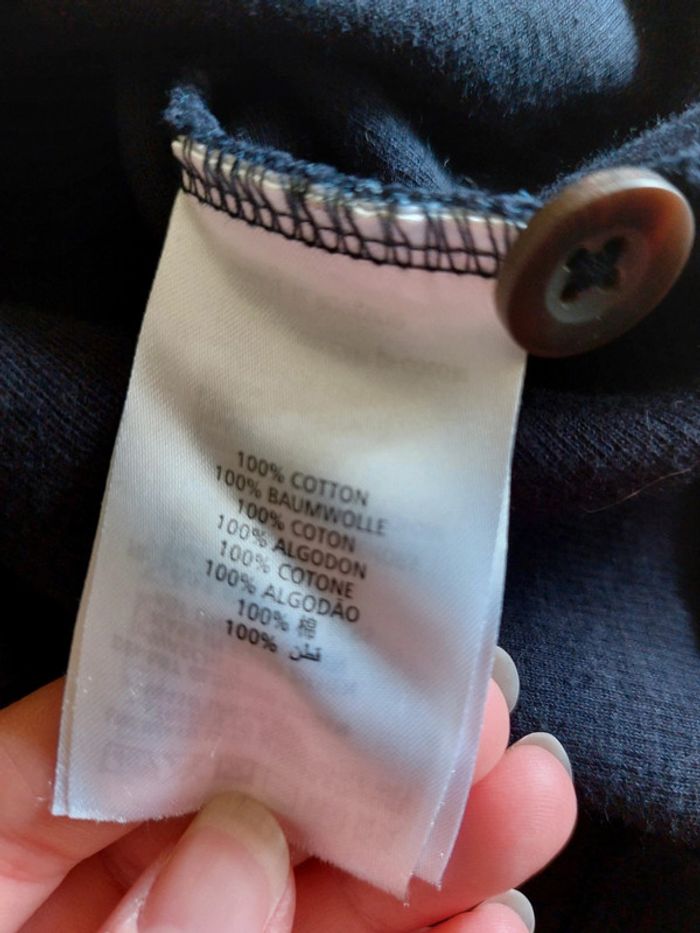 100% COTTON
100% BAUMWOLLE
100% COTON
100% ALGODON
100% COTONE
100% ALGODÃO
100% 棉
100% قطن